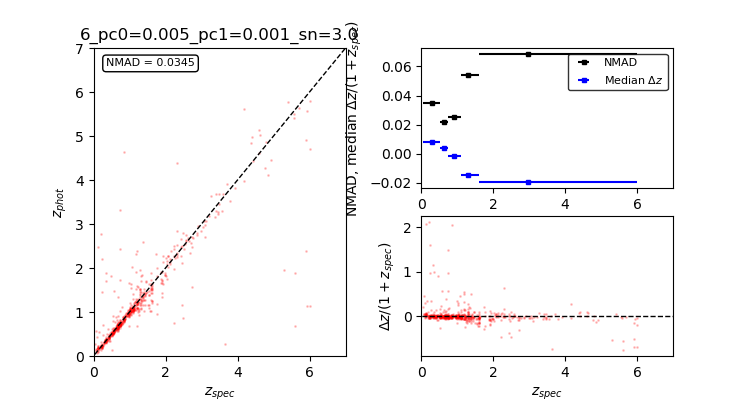 6_pc0=0.005_pc1=0.001_sn=3.0
NMAD = 0.0345
7
6
5
4
3
2
1
0
0 2 4 6
z_phot
z_spec
NMAD, median Δz/(1 + z_spec)
0.06
0.04
0.02
0.00
−0.02
NMAD
Median Δz
0 2 4 6
Δz/(1 + z_spec)
2
1
0
0 2 4 6
z_spec